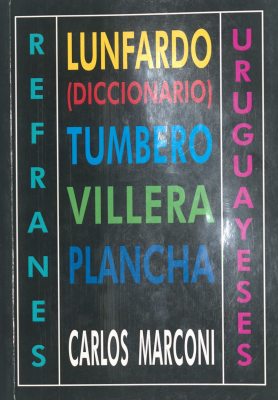 REFRANES
LUNFARDO
(DICCIONARIO)
TUMBERO
VILLERA
PLANCHA
CARLOS MARCONI
URUGUAYESES